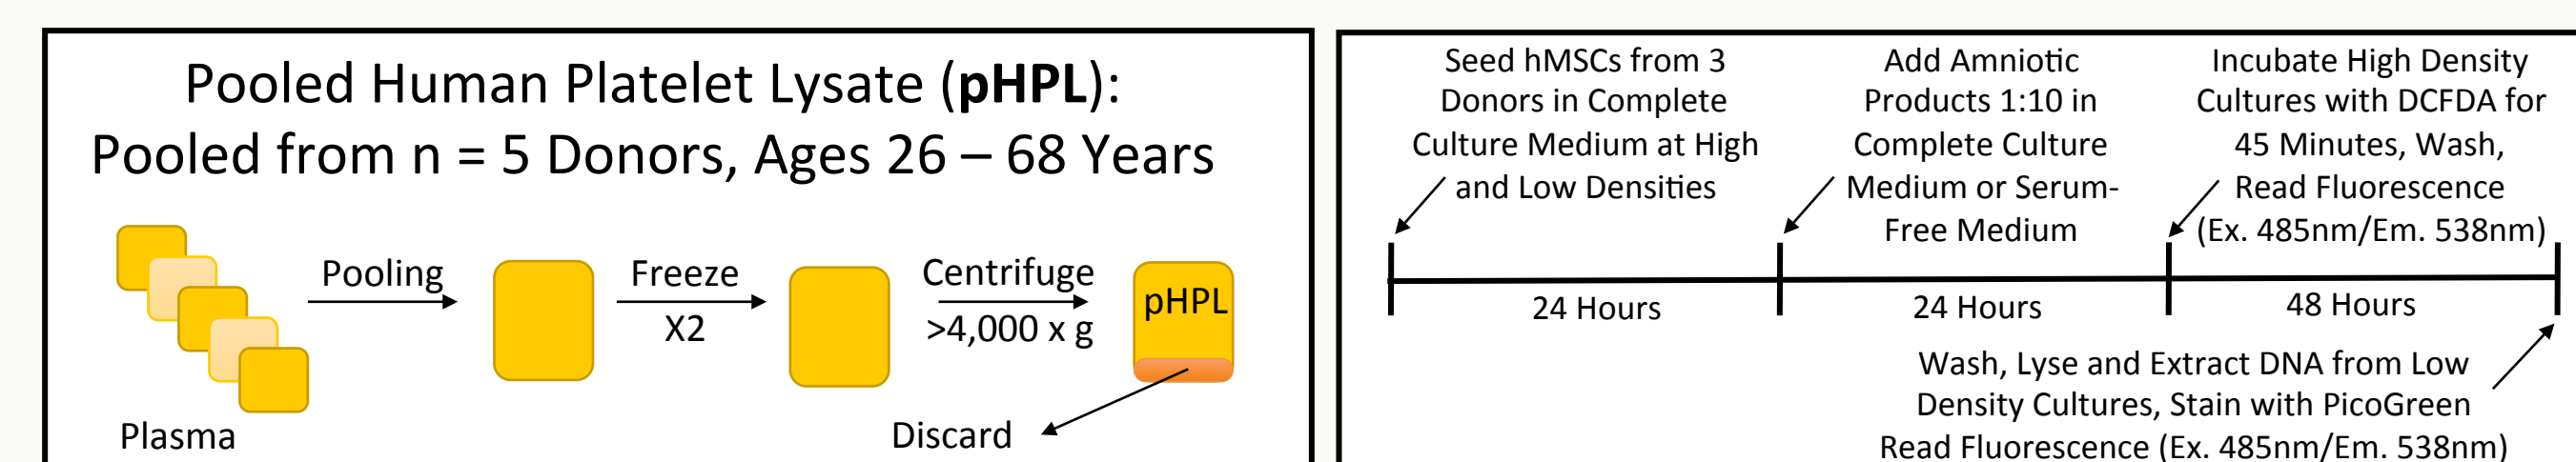 Pooled Human Platelet Lysate (pHPL):
Pooled from n = 5 Donors, Ages 26 – 68 Years
Pooling
Freeze
X2
Centrifuge
>4,000 x g
pHPL
Plasma
Discard
Seed hMSCs from 3
Donors in Complete
Culture Medium at High
and Low Densities
Add Amniotic
Products 1:10 in
Complete Culture
Medium or Serum-
Free Medium
Incubate High Density
Cultures with DCFDA for
45 Minutes, Wash,
Read Fluorescence
(Ex. 485nm/Em. 538nm)
24 Hours
24 Hours
48 Hours
Wash, Lyse and Extract DNA from Low
Density Cultures, Stain with PicoGreen
Read Fluorescence (Ex. 485nm/Em. 538nm)